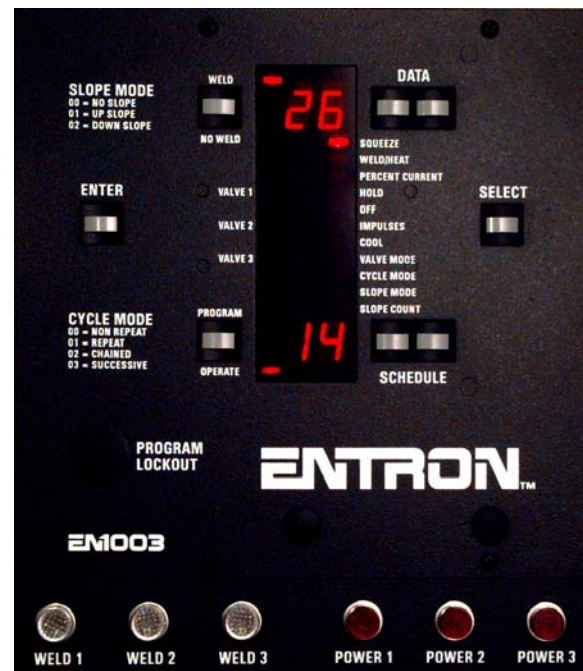 SLOPE MODE
00 = NO SLOPE
01 = UP SLOPE
02 = DOWN SLOPE
WELD
NO WELD
26
DATA
SQUEEZE
WELD/HEAT
PERCENT CURRENT
HOLD
OFF
IMPULSES
COOL
VALVE MODE
CYCLE MODE
SLOPE MODE
SLOPE COUNT
ENTER
VALVE 1
VALVE 2
VALVE 3
SELECT
CYCLE MODE
00 = NON REPEAT
01 = REPEAT
02 = CHAINED
03 = SUCCESSIVE
PROGRAM
OPERATE
14
SCHEDULE
PROGRAM
LOCKOUT
ENTRON
TM
EN1003
WELD 1
WELD 2
WELD 3
POWER 1
POWER 2
POWER 3